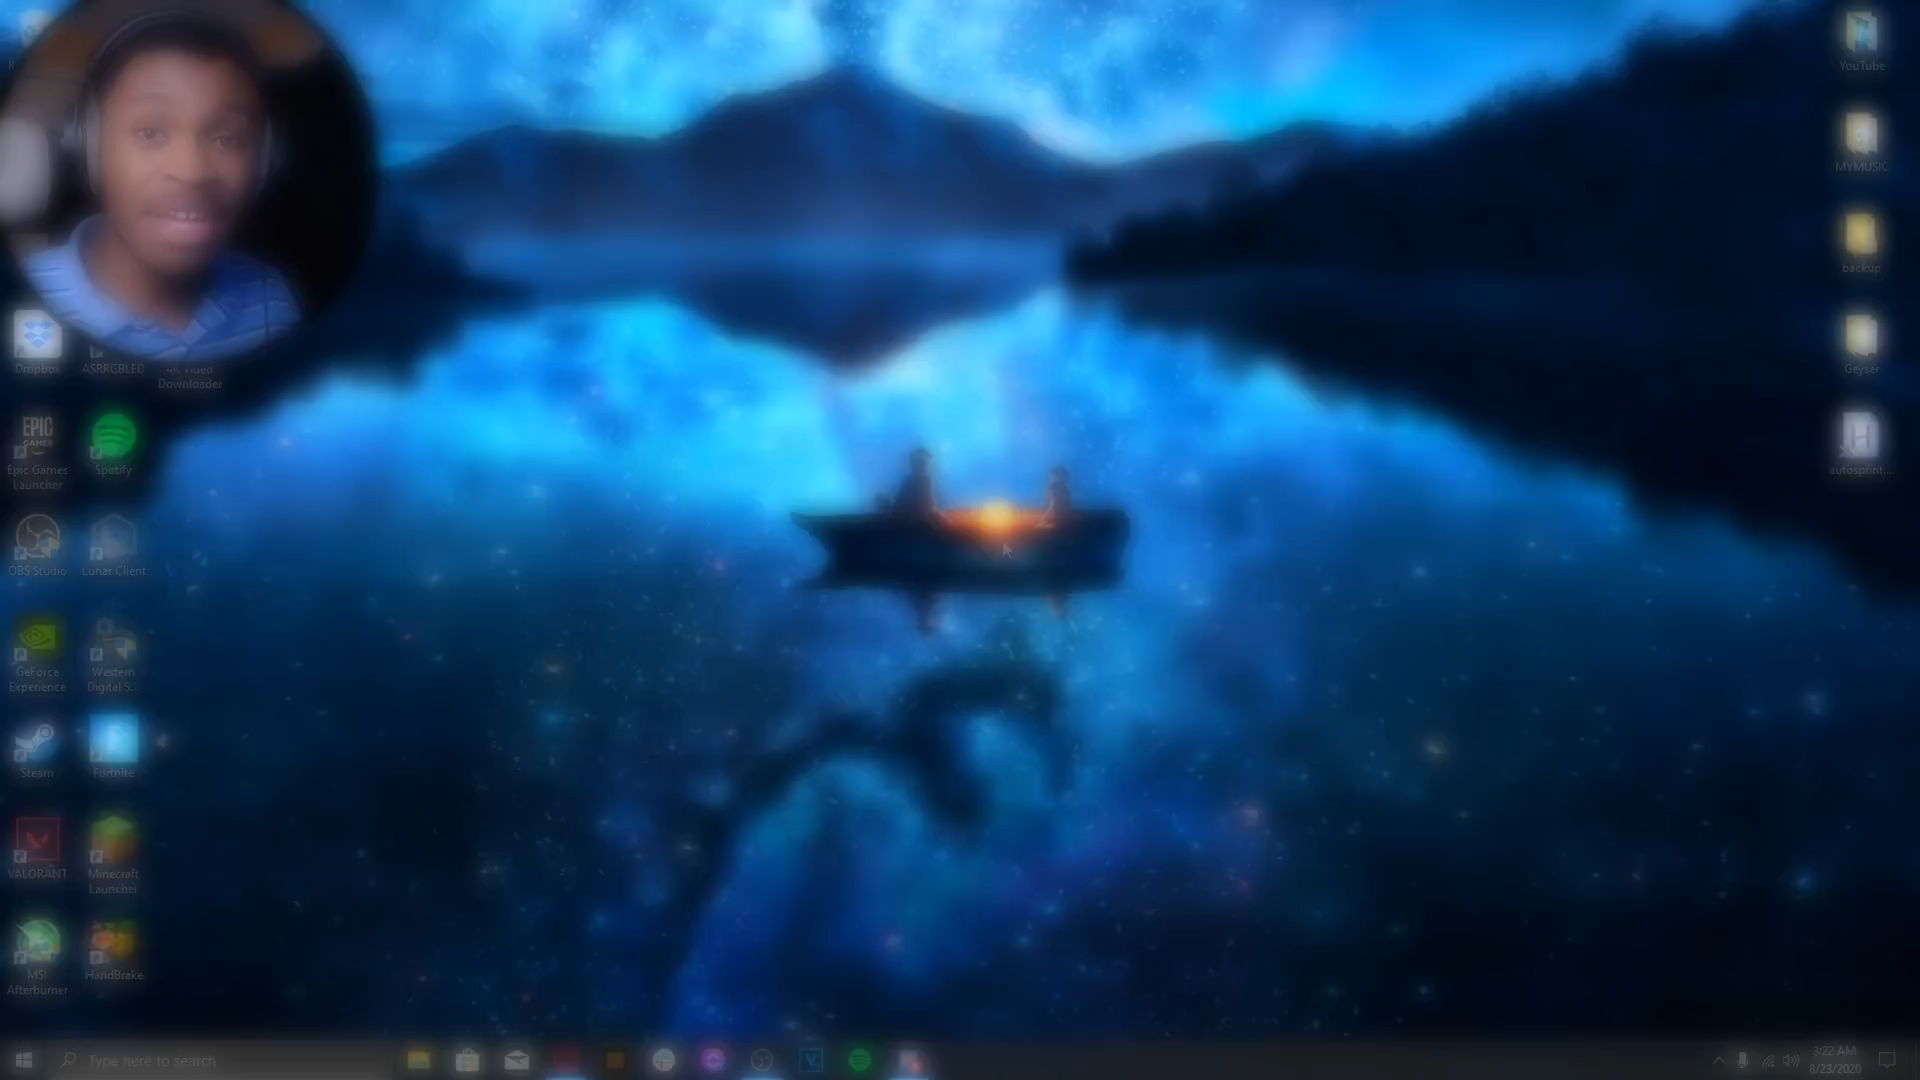 YouTube
MYMUSIC
backup
Geyser
autosprint,...
Dropbox
ASRRGBLED
4K Video
Downloader
EPIC
GAMES
Epic Games
Launcher
Spotify
OBS Studio
Lunar Client
GeForce
Experience
Western
Digital S...
Steam
Fortnite
VALORANT
Minecraft
Launcher
MSI
Afterburner
HandBrake
Type here to search
3:22 AM
8/23/2020